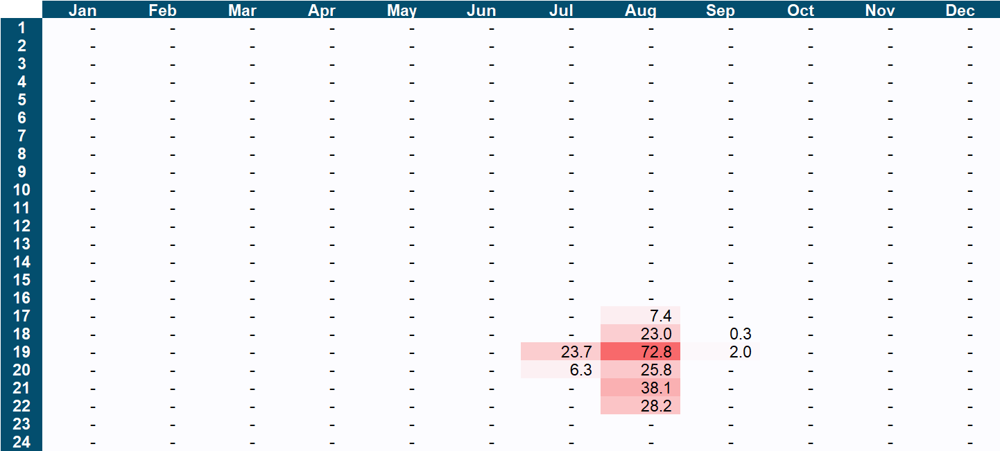 Jan Feb Mar Apr May Jun Jul Aug Sep Oct Nov Dec
1 - - - - - - - - - - - -
2 - - - - - - - - - - - -
3 - - - - - - - - - - - -
4 - - - - - - - - - - - -
5 - - - - - - - - - - - -
6 - - - - - - - - - - - -
7 - - - - - - - - - - - -
8 - - - - - - - - - - - -
9 - - - - - - - - - - - -
10 - - - - - - - - - - - -
11 - - - - - - - - - - - -
12 - - - - - - - - - - - -
13 - - - - - - - - - - - -
14 - - - - - - - - - - - -
15 - - - - - - - - - - - -
16 - - - - - - - - - - - -
17 - - - - - - - 7.4 - - - -
18 - - - - - - - 23.0 0.3 - - -
19 - - - - - - 23.7 72.8 2.0 - - -
20 - - - - - - 6.3 25.8 - - - -
21 - - - - - - - 38.1 - - - -
22 - - - - - - - 28.2 - - - -
23 - - - - - - - - - - - -
24 - - - - - - - - - - - -